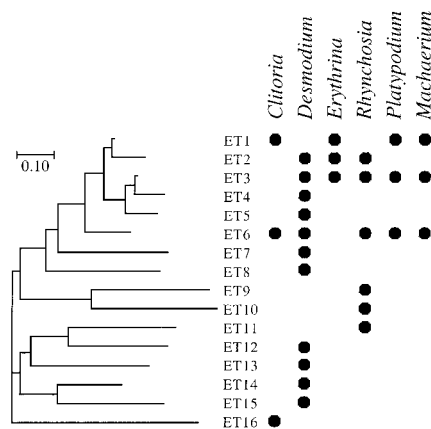 Clitoria
Desmodium
Erythrina
Rhynchosia
Platypodium
Machaerium
0.10
ET1
ET2
ET3
ET4
ET5
ET6
ET7
ET8
ET9
ET10
ET11
ET12
ET13
ET14
ET15
ET16